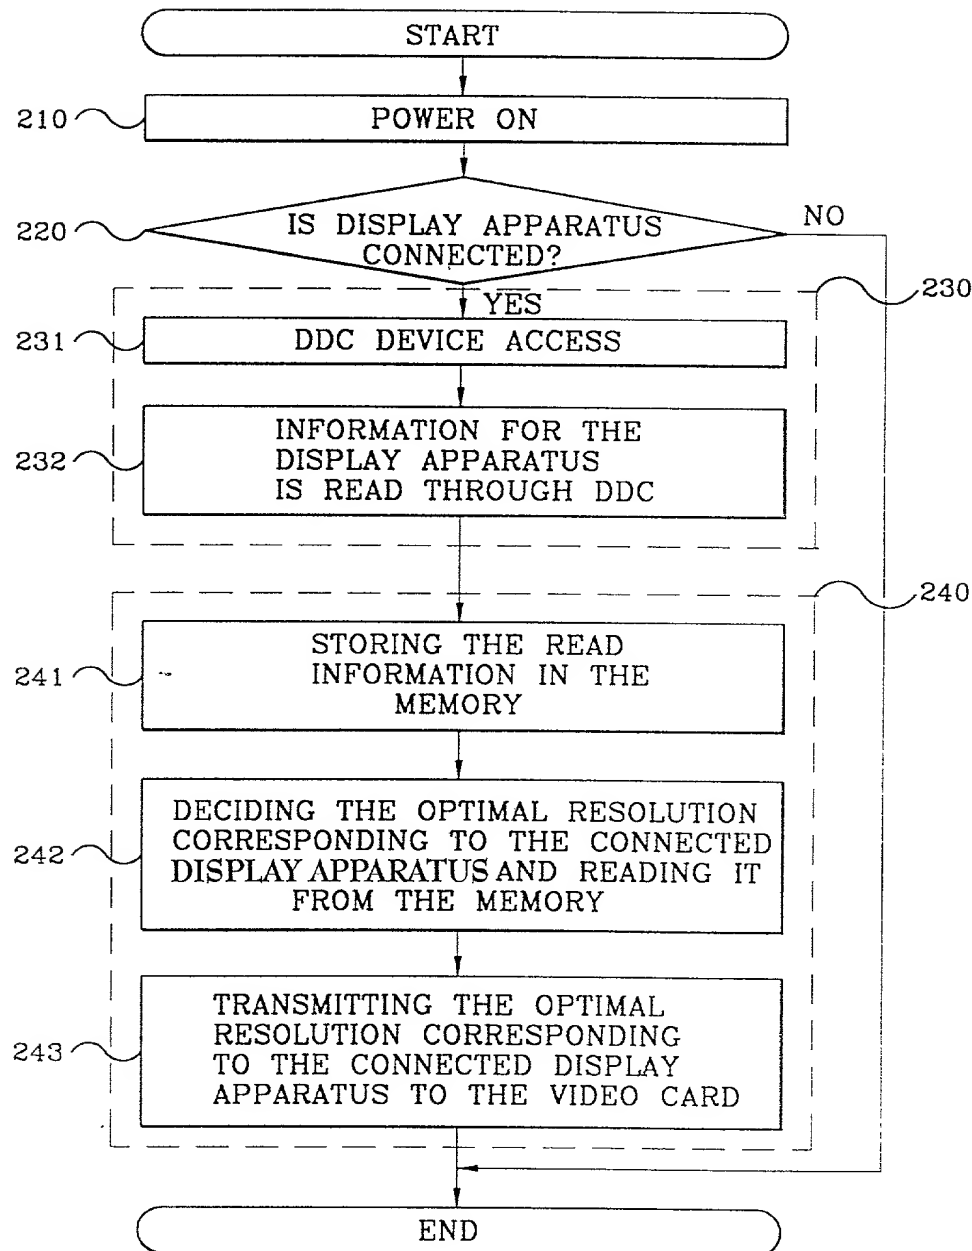 START
210
POWER ON
220
IS DISPLAY APPARATUS
CONNECTED?
NO
YES
230
231
DDC DEVICE ACCESS
232
INFORMATION FOR THE
DISPLAY APPARATUS
IS READ THROUGH DDC
240
241
STORING THE READ
INFORMATION IN THE
MEMORY
242
DECIDING THE OPTIMAL RESOLUTION
CORRESPONDING TO THE CONNECTED
DISPLAY APPARATUS AND READING IT
FROM THE MEMORY
243
TRANSMITTING THE OPTIMAL
RESOLUTION CORRESPONDING
TO THE CONNECTED DISPLAY
APPARATUS TO THE VIDEO CARD
END